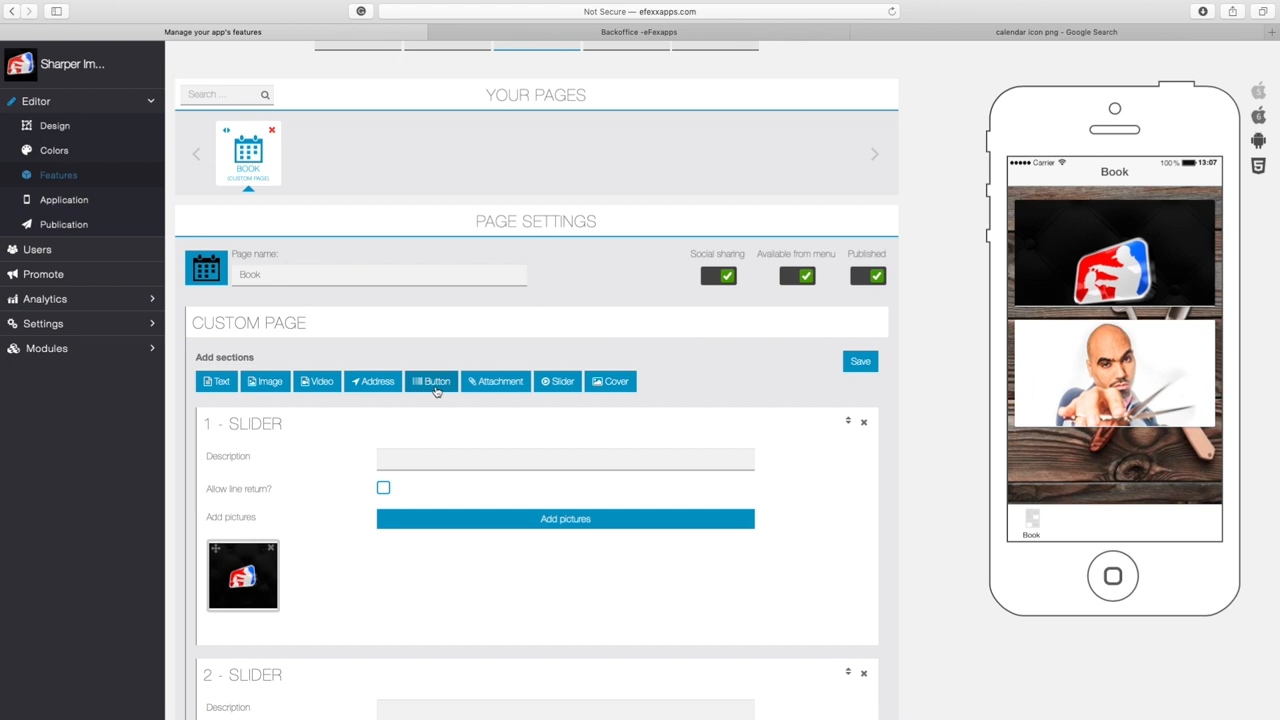 Not Secure — efexxapps.com
Manage your app's features
Backoffice -eFexapps
calendar icon png - Google Search
Sharper Im...
Editor
Design
Colors
Features
Application
Publication
Users
Promote
Analytics
Settings
Modules
Search ...
YOUR PAGES
BOOK
(CUSTOM PAGE)
PAGE SETTINGS
Page name:
Book
Social sharing
Available from menu
Published
CUSTOM PAGE
Add sections
Save
Text
Image
Video
Address
Button
Attachment
Slider
Cover
1 - SLIDER
Description
Allow line return?
Add pictures
Add pictures
2 - SLIDER
Description
Carrier
100 %
13:07
Book
Book